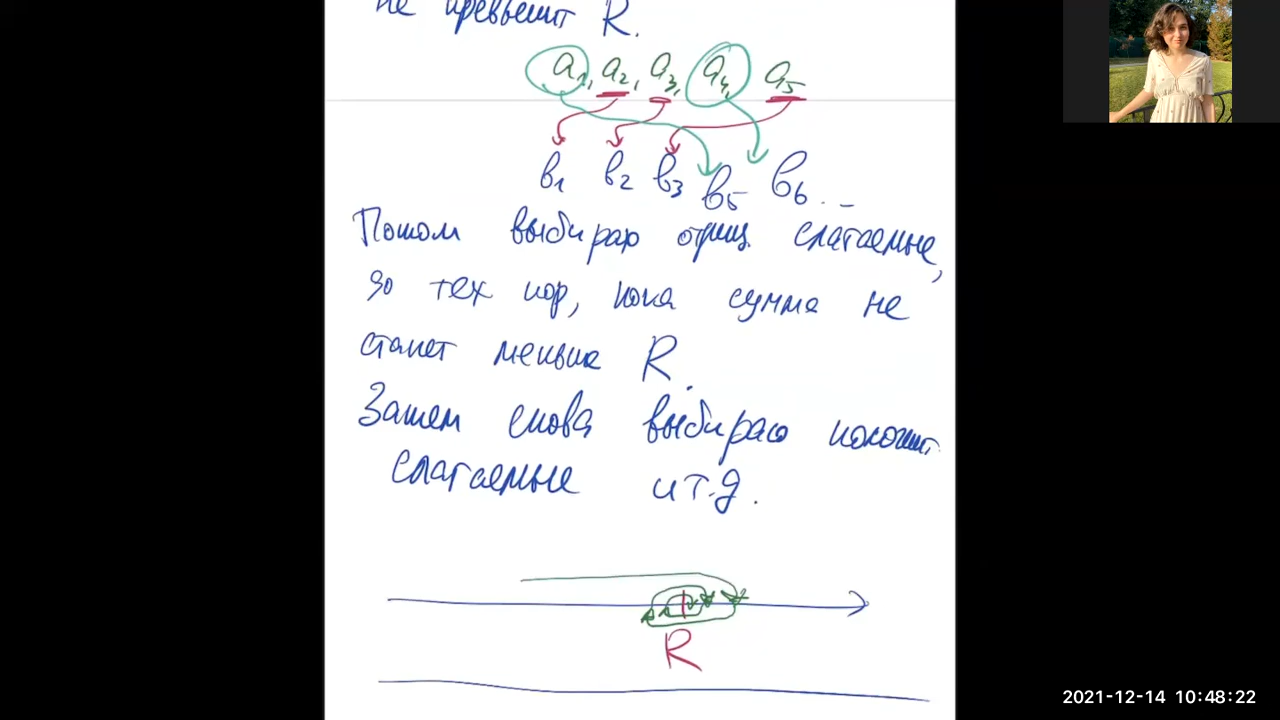 не превысит R.
a1, a2, a3, a4, a5
b1 b2 b3 b5 b6 . . –
Потом выбираю отриц. слагаемые,
до тех пор, пока сумма не
станет меньше R.
Затем снова выбираю положит.
слагаемые и т.д.
R
2021-12-14 10:48:22